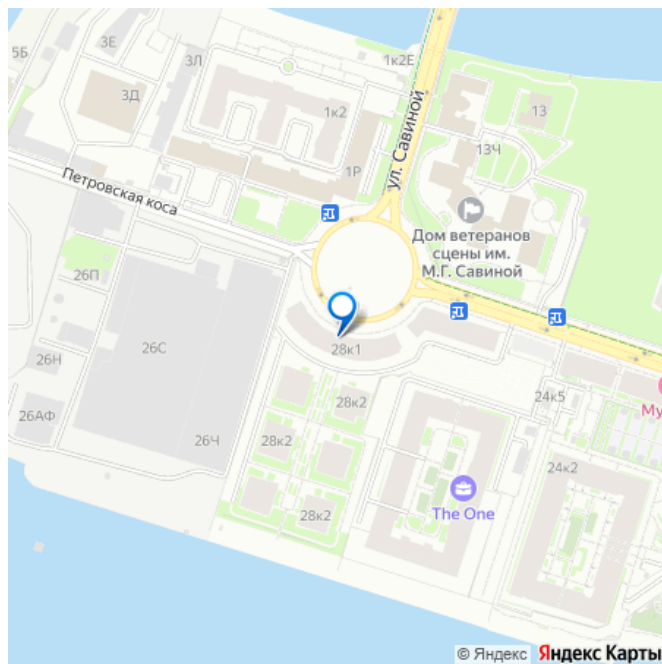 3Е
5Б
3Л
1к2Е
3Д
1к2
13
13Ч
1Р
ул. Савиной
Петровская коса
Дом ветеранов
сцены им.
М.Г. Савиной
26П
26С
28к1
26Н
24к5
28к2
Му
26АФ
26Ч
28к2
24к2
The One
28к2
© Яндекс Яндекс Карты